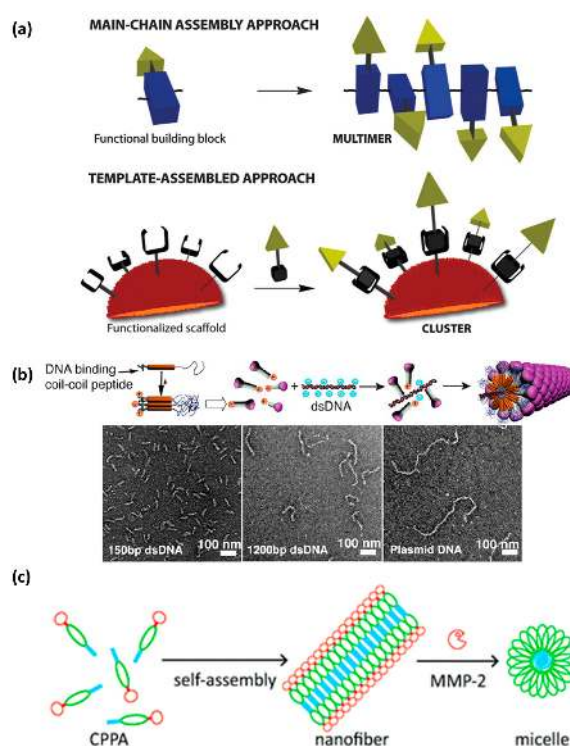 (a)
MAIN-CHAIN ASSEMBLY APPROACH
Functional building block
MULTIMER
TEMPLATE-ASSEMBLED APPROACH
Functionalized scaffold
CLUSTER
(b)
DNA binding
coil-coil peptide
dsDNA
150bp dsDNA
100 nm
1200bp dsDNA
100 nm
Plasmid DNA
100 nm
(c)
self-assembly
MMP-2
CPPA
nanofiber
micelle